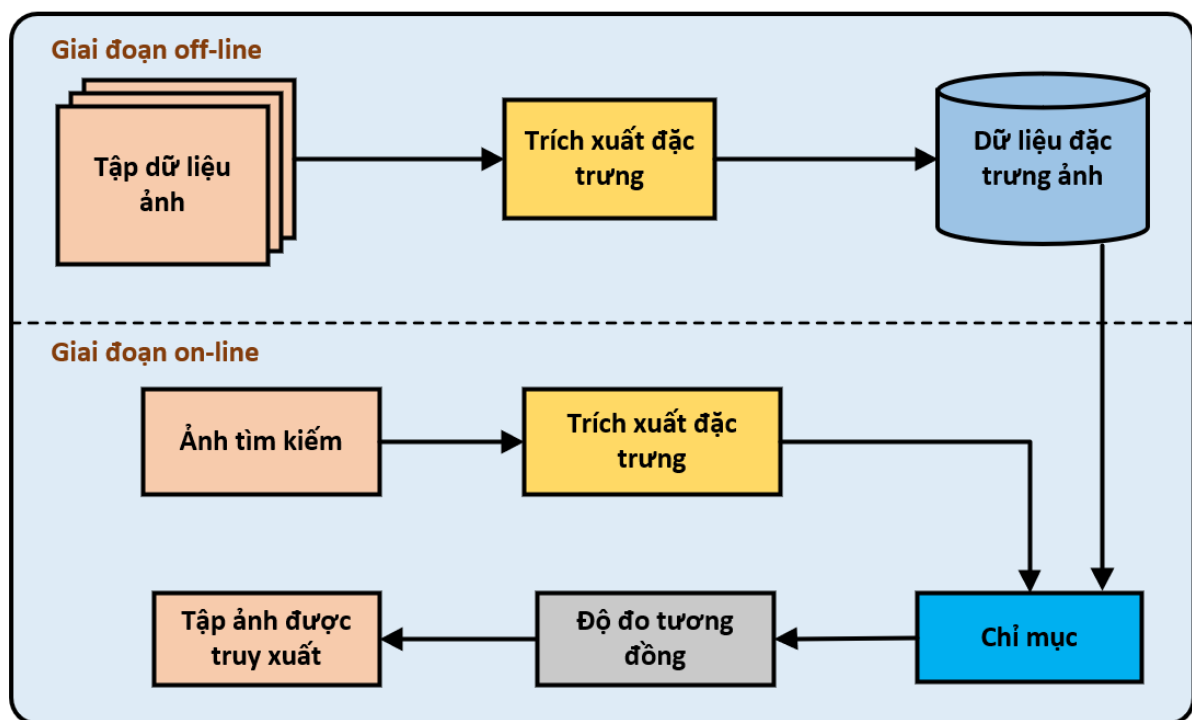 Giai đoạn off-line
Tập dữ liệu
ảnh
Trích xuất đặc
trưng
Dữ liệu đặc
trưng ảnh
Giai đoạn on-line
Ảnh tìm kiếm
Trích xuất đặc
trưng
Tập ảnh được
truy xuất
Độ đo tương
đồng
Chỉ mục